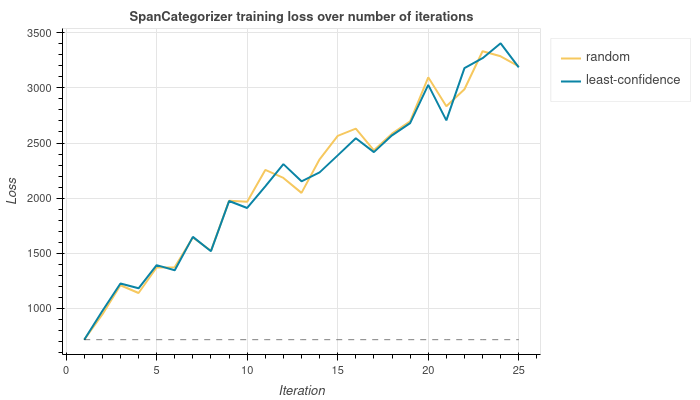 SpanCategorizer training loss over number of iterations
3500
3000
2500
2000
1500
1000
Loss
0 5 10 15 20 25
Iteration
random
least-confidence